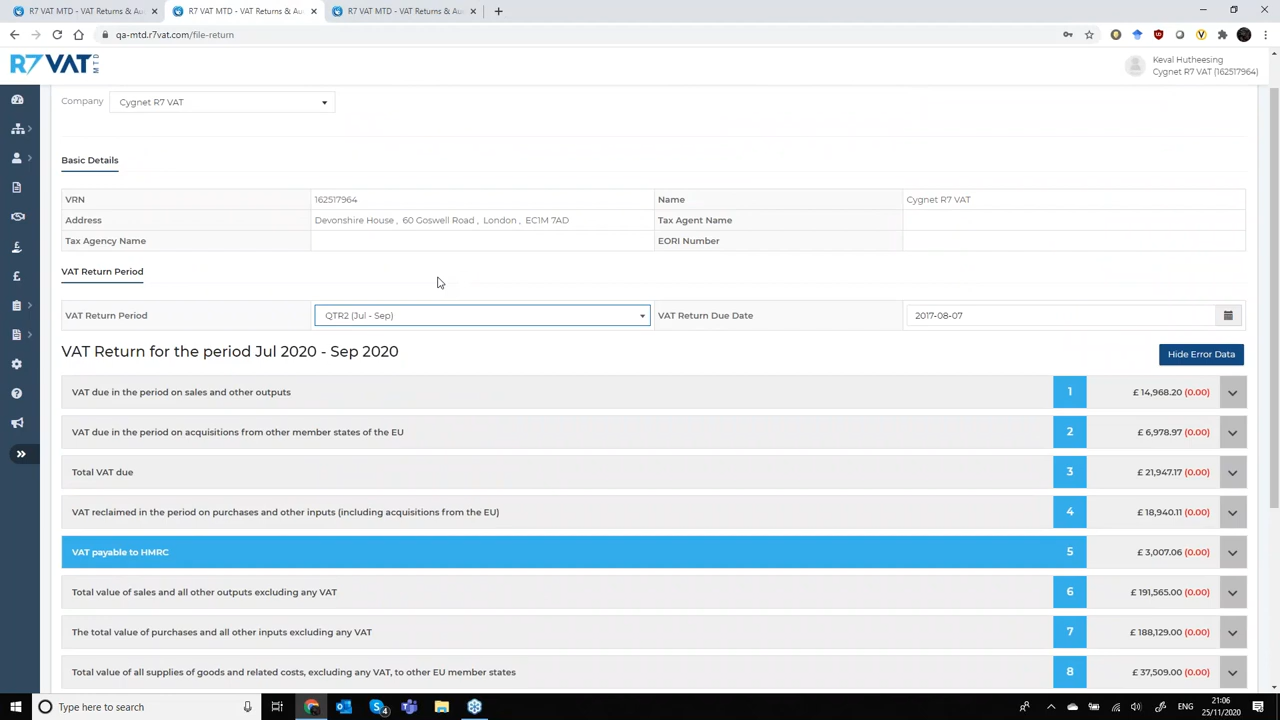 R7 VAT MTD - VAT Returns & Au
R7 VAT MTD - VAT Returns & Au
R7 VAT MTD - VAT Returns & Au
qa-mtd.r7vat.com/file-return
R7 VAT MTD
Keval Hutheesing
Cygnet R7 VAT (162517964)
Company Cygnet R7 VAT
Basic Details
VRN 162517964 Name Cygnet R7 VAT
Address Devonshire House , 60 Goswell Road , London , EC1M 7AD Tax Agent Name
Tax Agency Name EORI Number
VAT Return Period
VAT Return Period QTR2 (Jul - Sep) VAT Return Due Date 2017-08-07
VAT Return for the period Jul 2020 - Sep 2020 Hide Error Data
VAT due in the period on sales and other outputs 1 £ 14,968.20 (0.00)
VAT due in the period on acquisitions from other member states of the EU 2 £ 6,978.97 (0.00)
Total VAT due 3 £ 21,947.17 (0.00)
VAT reclaimed in the period on purchases and other inputs (including acquisitions from the EU) 4 £ 18,940.11 (0.00)
VAT payable to HMRC 5 £ 3,007.06 (0.00)
Total value of sales and all other outputs excluding any VAT 6 £ 191,565.00 (0.00)
The total value of purchases and all other inputs excluding any VAT 7 £ 188,129.00 (0.00)
Total value of all supplies of goods and related costs, excluding any VAT, to other EU member states 8 £ 37,509.00 (0.00)
Type here to search
4
ENG
21:06
25/11/2020